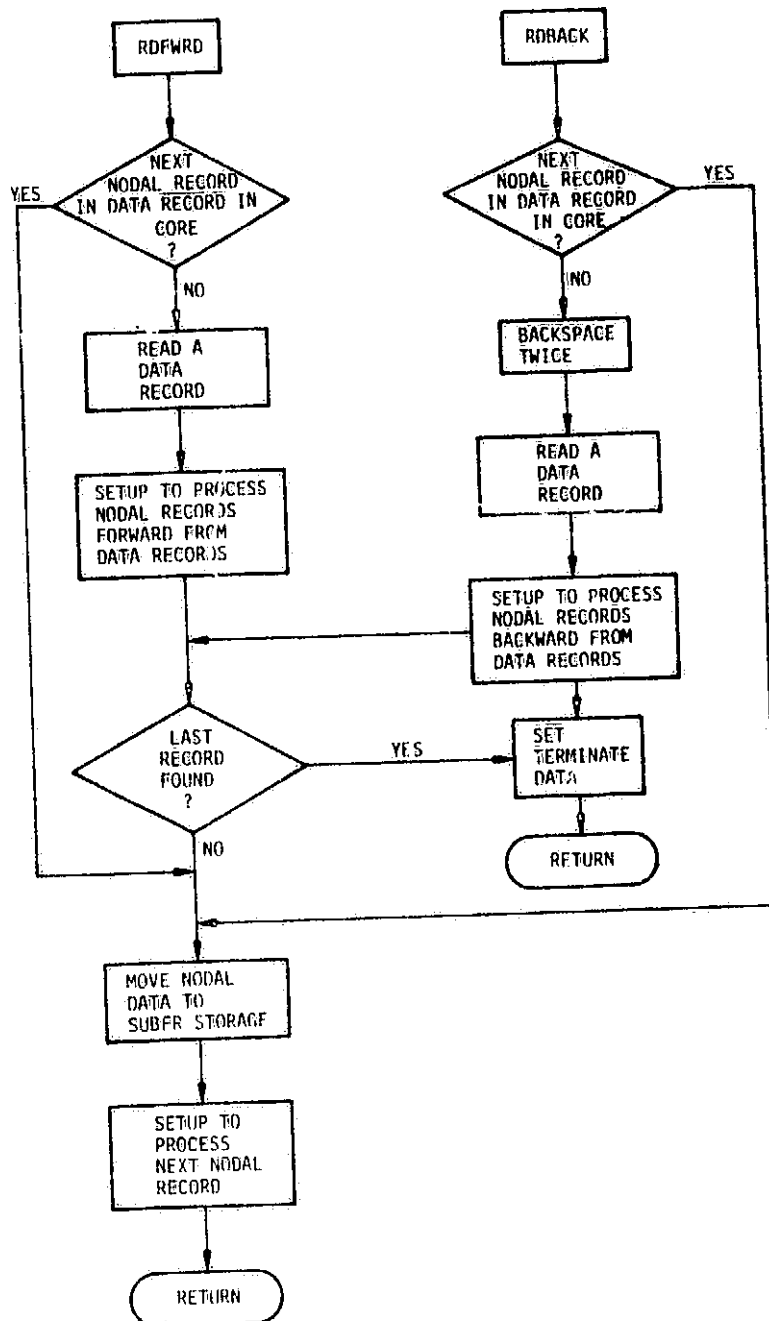 RDFWRD
NEXT
NODAL RECORD
IN DATA RECORD IN
CORE
?
YES
NO
READ A
DATA
RECORD
SETUP TO PROCESS
NODAL RECORDS
FORWARD FROM
DATA RECORDS
LAST
RECORD
FOUND
?
YES
NO
MOVE NODAL
DATA TO
SUBFR STORAGE
SETUP TO
PROCESS
NEXT NODAL
RECORD
RETURN
RDBACK
NEXT
NODAL RECORD
IN DATA RECORD
IN CORE
?
YES
NO
BACKSPACE
TWICE
READ A
DATA
RECORD
SETUP TO PROCESS
NODAL RECORDS
BACKWARD FROM
DATA RECORDS
SET
TERMINATE
DATA
RETURN